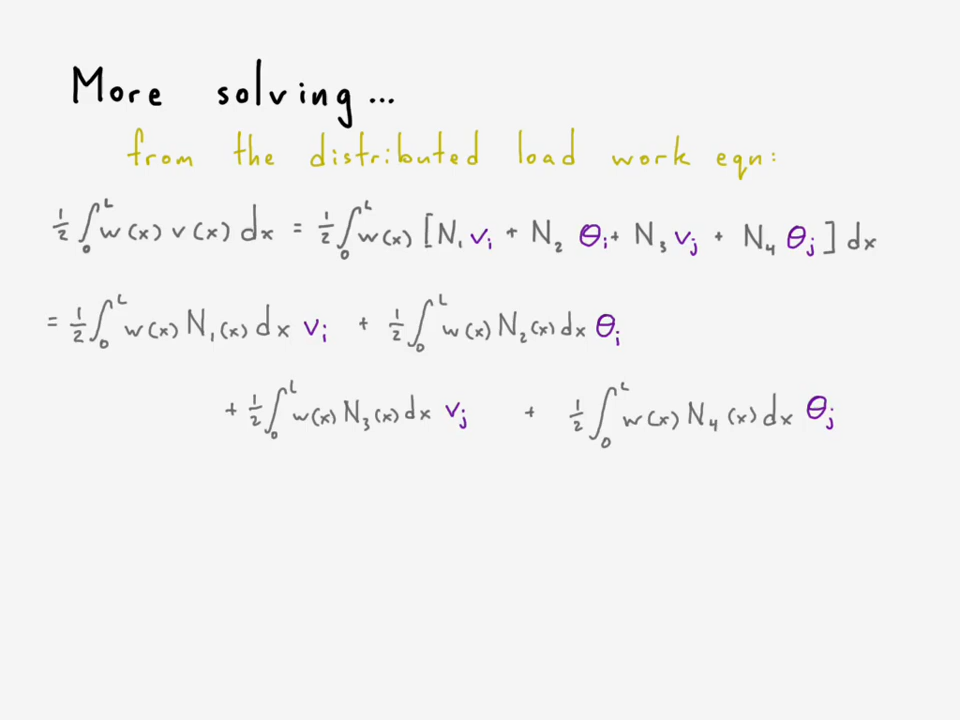 More solving...
from the distributed load work eqn:
½∫₀ᴸ w(x) v(x) dx = ½∫₀ᴸ w(x) [N₁ vᵢ + N₂ θᵢ + N₃ vⱼ + N₄ θⱼ] dx
= ½∫₀ᴸ w(x) N₁(x) dx vᵢ + ½∫₀ᴸ w(x) N₂(x) dx θᵢ
+ ½∫₀ᴸ w(x) N₃(x) dx vⱼ + ½∫₀ᴸ w(x) N₄(x) dx θⱼ